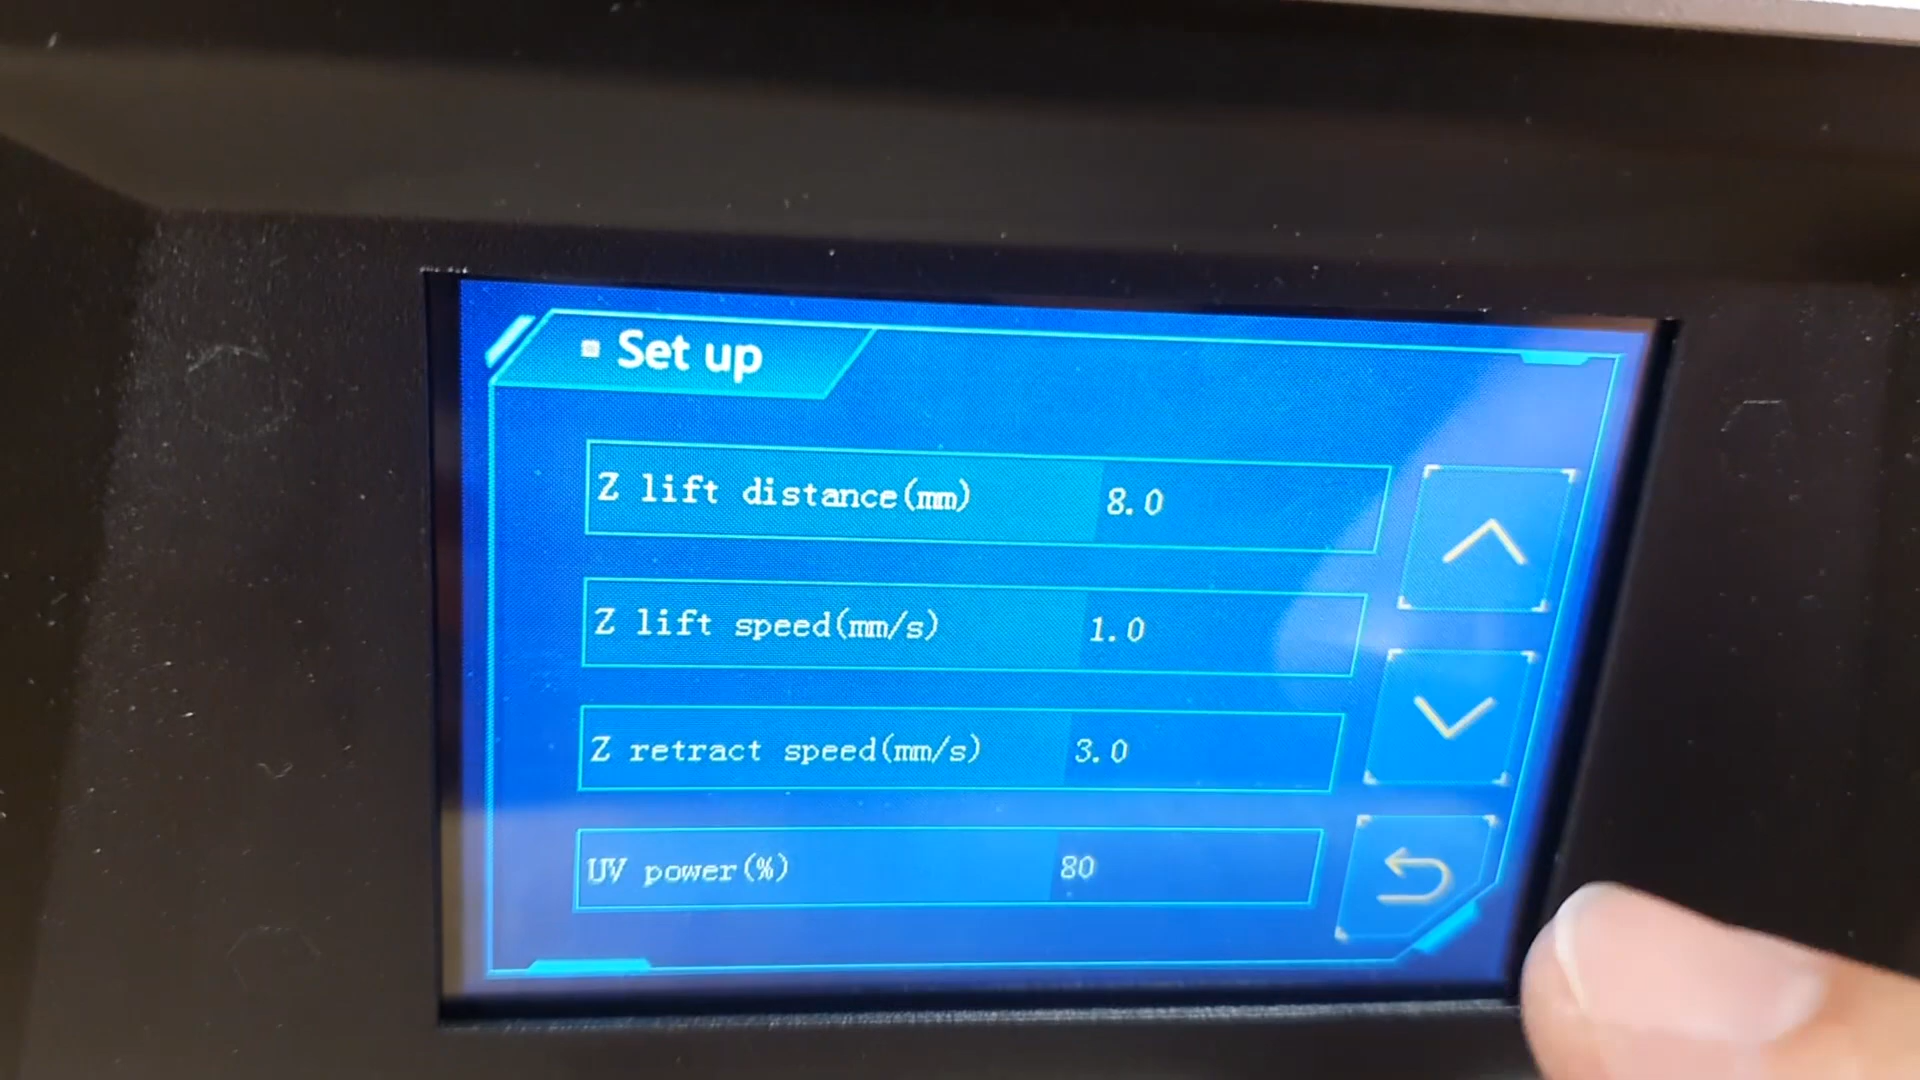 Set up
Z lift distance(mm) 8.0
Z lift speed(mm/s) 1.0
Z retract speed(mm/s) 3.0
UV power(%) 80